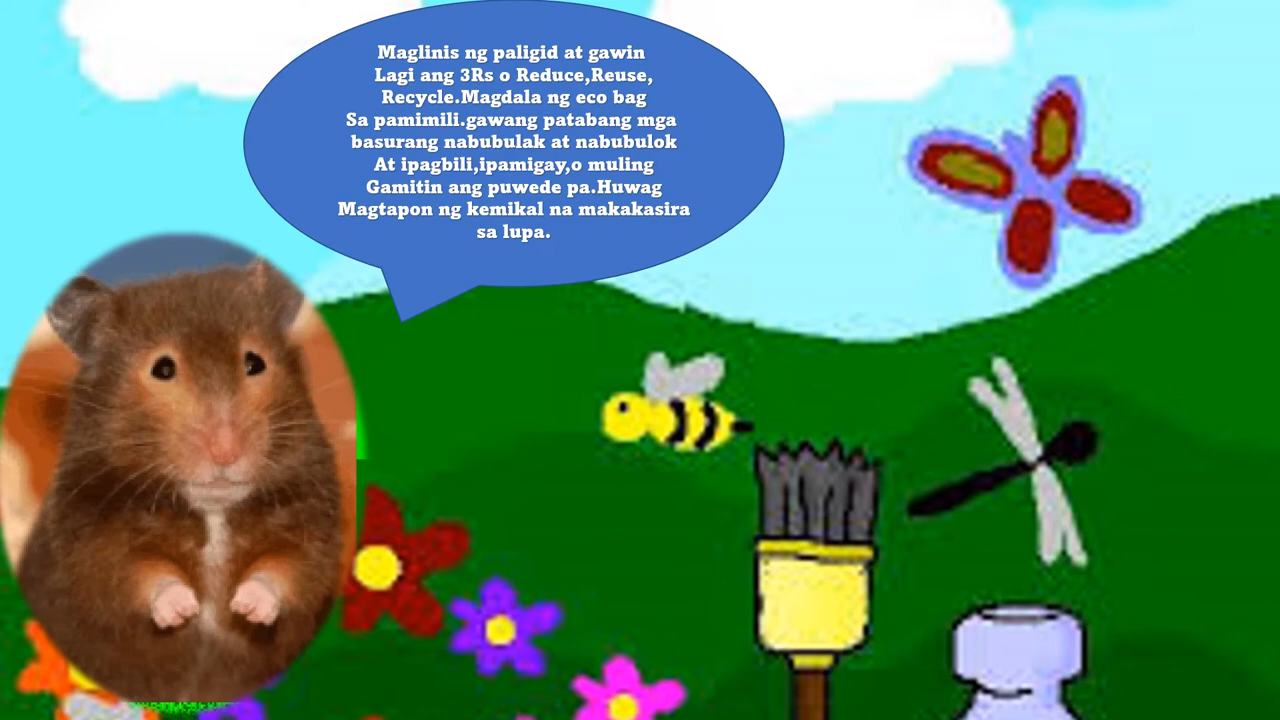 Maglinis ng paligid at gawin
Lagi ang 3Rs o Reduce,Reuse,
Recycle.Magdala ng eco bag
Sa pamimili.gawang patabang mga
basurang nabubulak at nabubulok
At ipagbili,ipamigay,o muling
Gamitin ang puwede pa.Huwag
Magtapon ng kemikal na makakasira
sa lupa.